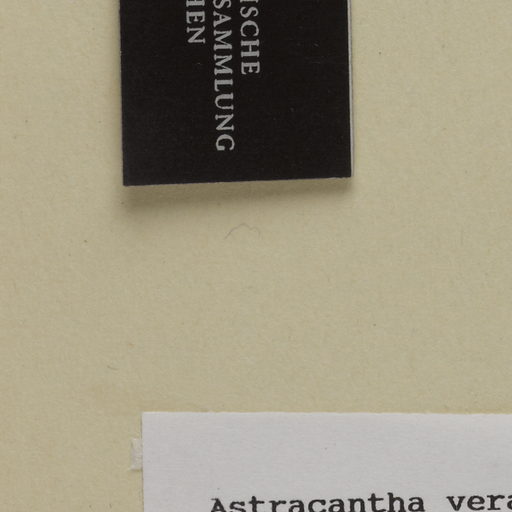 ISCHE
SAMMLUNG
HEN
Astracantha vera